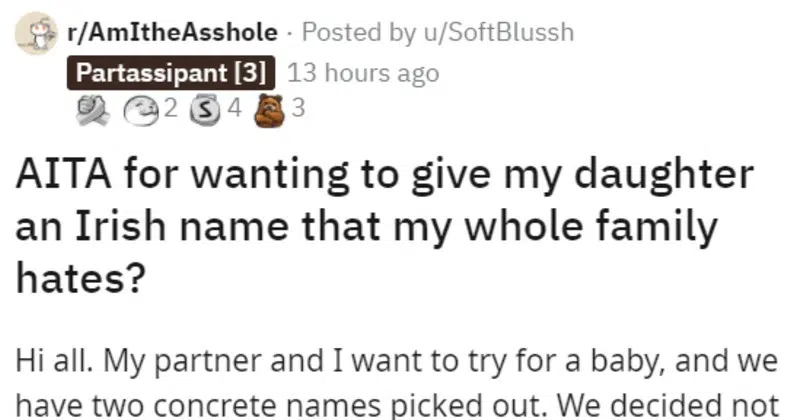 r/AmItheAsshole · Posted by u/SoftBlussh
Partassipant [3] 13 hours ago
2 S 4 3
AITA for wanting to give my daughter
an Irish name that my whole family
hates?
Hi all. My partner and I want to try for a baby, and we
have two concrete names picked out. We decided not